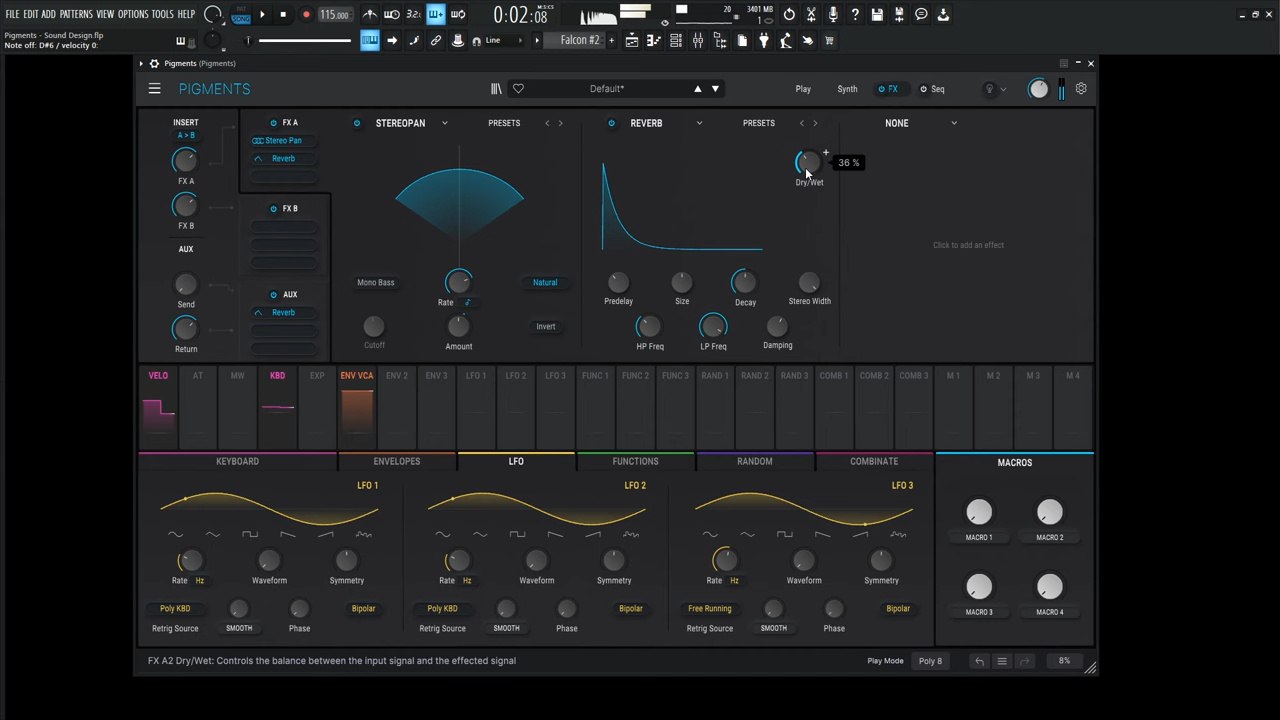 FILE EDIT ADD PATTERNS VIEW OPTIONS TOOLS HELP
PAT
SONG
115.000
0:02:08
M:S:CS
20
3401 MB
1
Pigments - Sound Design.flp
Note off: D#6 / velocity 0:
Line
Falcon #2
Pigments (Pigments)
PIGMENTS
Default*
Play
Synth
FX
Seq
INSERT
A > B
FX A
FX B
AUX
Send
Return
FX A
Stereo Pan
Reverb
FX B
AUX
Reverb
STEREOPAN
PRESETS
Mono Bass
Rate
Natural
Cutoff
Amount
Invert
REVERB
PRESETS
36 %
Dry/Wet
Predelay
Size
Decay
Stereo Width
HP Freq
LP Freq
Damping
NONE
Click to add an effect
VELO
AT
MW
KBD
EXP
ENV VCA
ENV 2
ENV 3
LFO 1
LFO 2
LFO 3
FUNC 1
FUNC 2
FUNC 3
RAND 1
RAND 2
RAND 3
COMB 1
COMB 2
COMB 3
M 1
M 2
M 3
M 4
KEYBOARD
ENVELOPES
LFO
FUNCTIONS
RANDOM
COMBINATE
MACROS
LFO 1
Rate
Hz
Waveform
Symmetry
Poly KBD
Bipolar
Retrig Source
SMOOTH
Phase
LFO 2
Rate
Hz
Waveform
Symmetry
Poly KBD
Bipolar
Retrig Source
SMOOTH
Phase
LFO 3
Rate
Hz
Waveform
Symmetry
Free Running
Bipolar
Retrig Source
SMOOTH
Phase
MACRO 1
MACRO 2
MACRO 3
MACRO 4
FX A2 Dry/Wet: Controls the balance between the input signal and the effected signal
Play Mode
Poly 8
8%